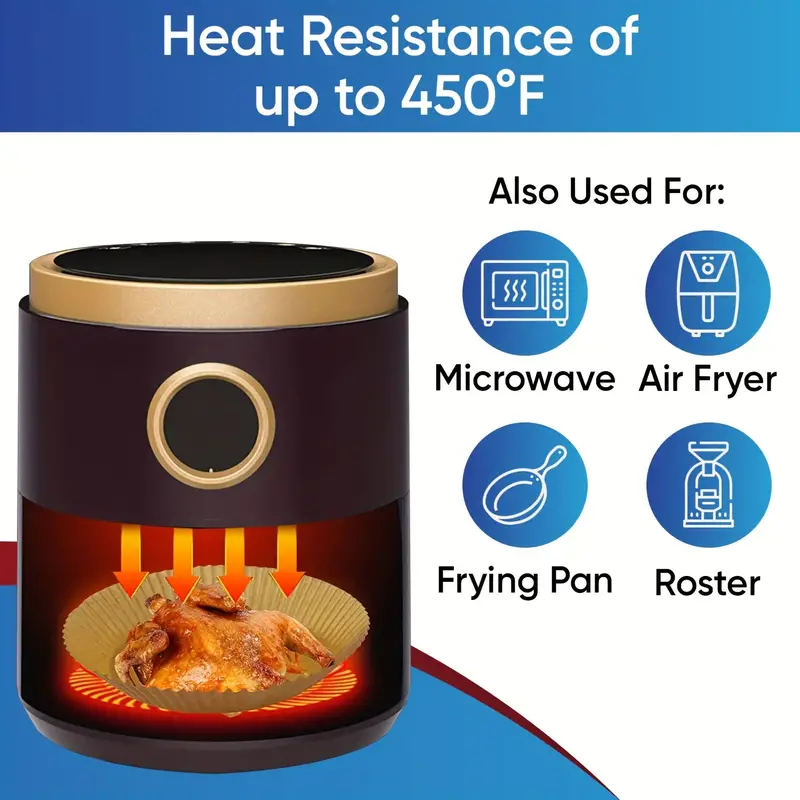 Heat Resistance of
up to 450°F
Also Used For:
Microwave
Air Fryer
Frying Pan
Roster